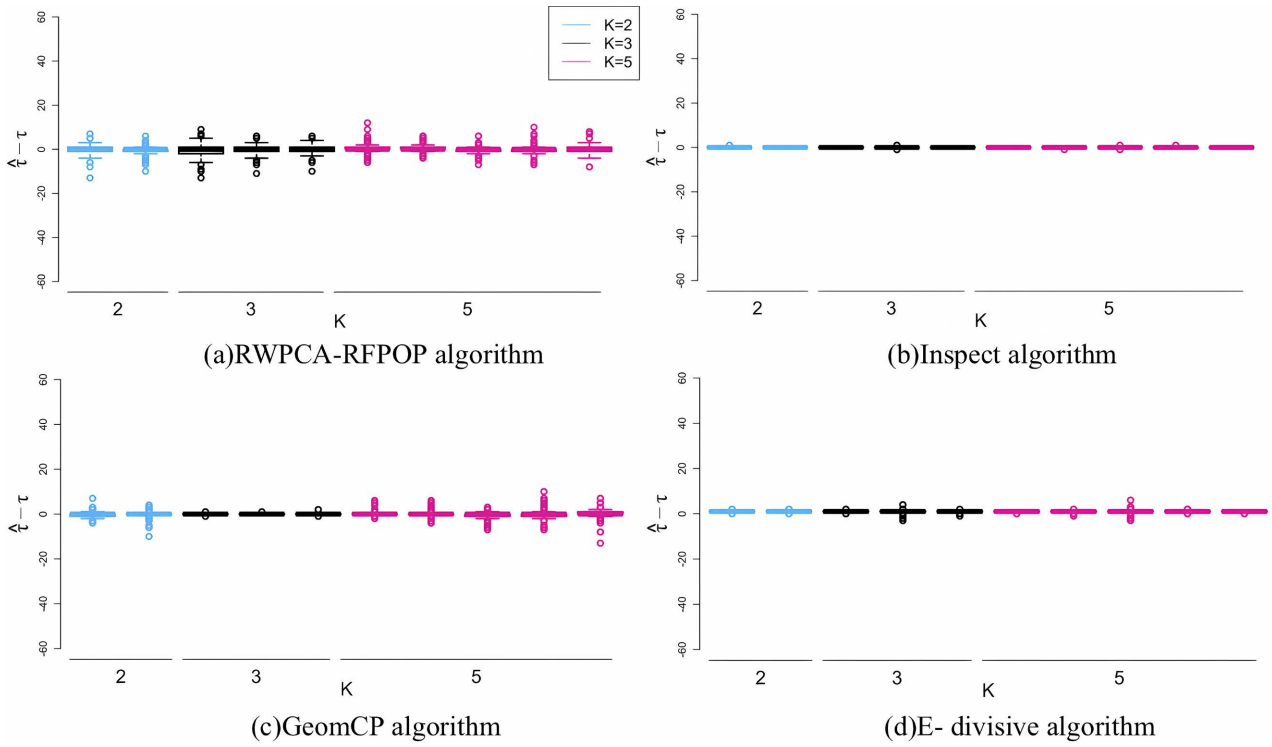 60
40
20
0
-20
-40
-60
τ̂ − τ
K=2
K=3
K=5
2
3
5
K
(a)RWPCA-RFPOP algorithm
60
40
20
0
-20
-40
-60
τ̂ − τ
2
3
5
K
(b)Inspect algorithm
60
40
20
0
-20
-40
-60
τ̂ − τ
2
3
5
K
(c)GeomCP algorithm
60
40
20
0
-20
-40
-60
τ̂ − τ
2
3
5
K
(d)E- divisive algorithm